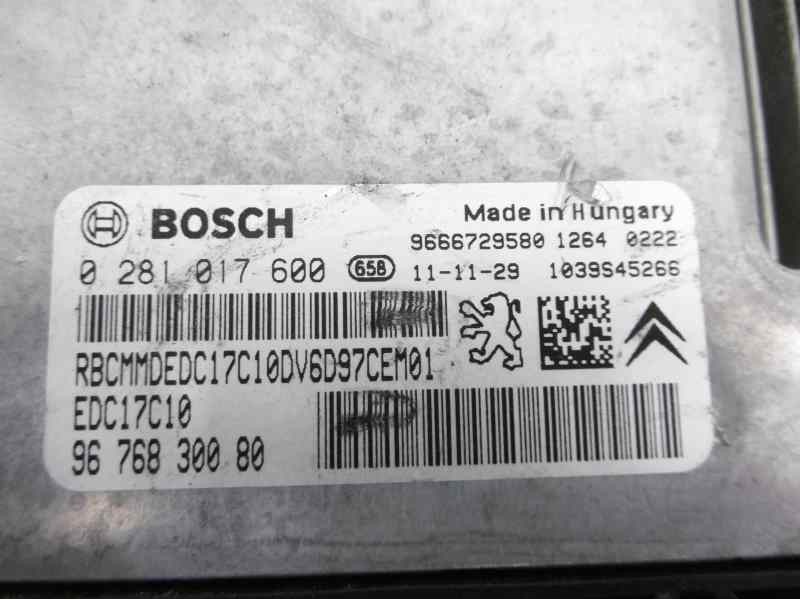 BOSCH
Made in Hungary
9666729580 1264 0222
0 281 017 600 658 11-11-29 1039S45266
RBCMMDEDC17C10DV6D97CEM01
EDC17C10
96 768 300 80